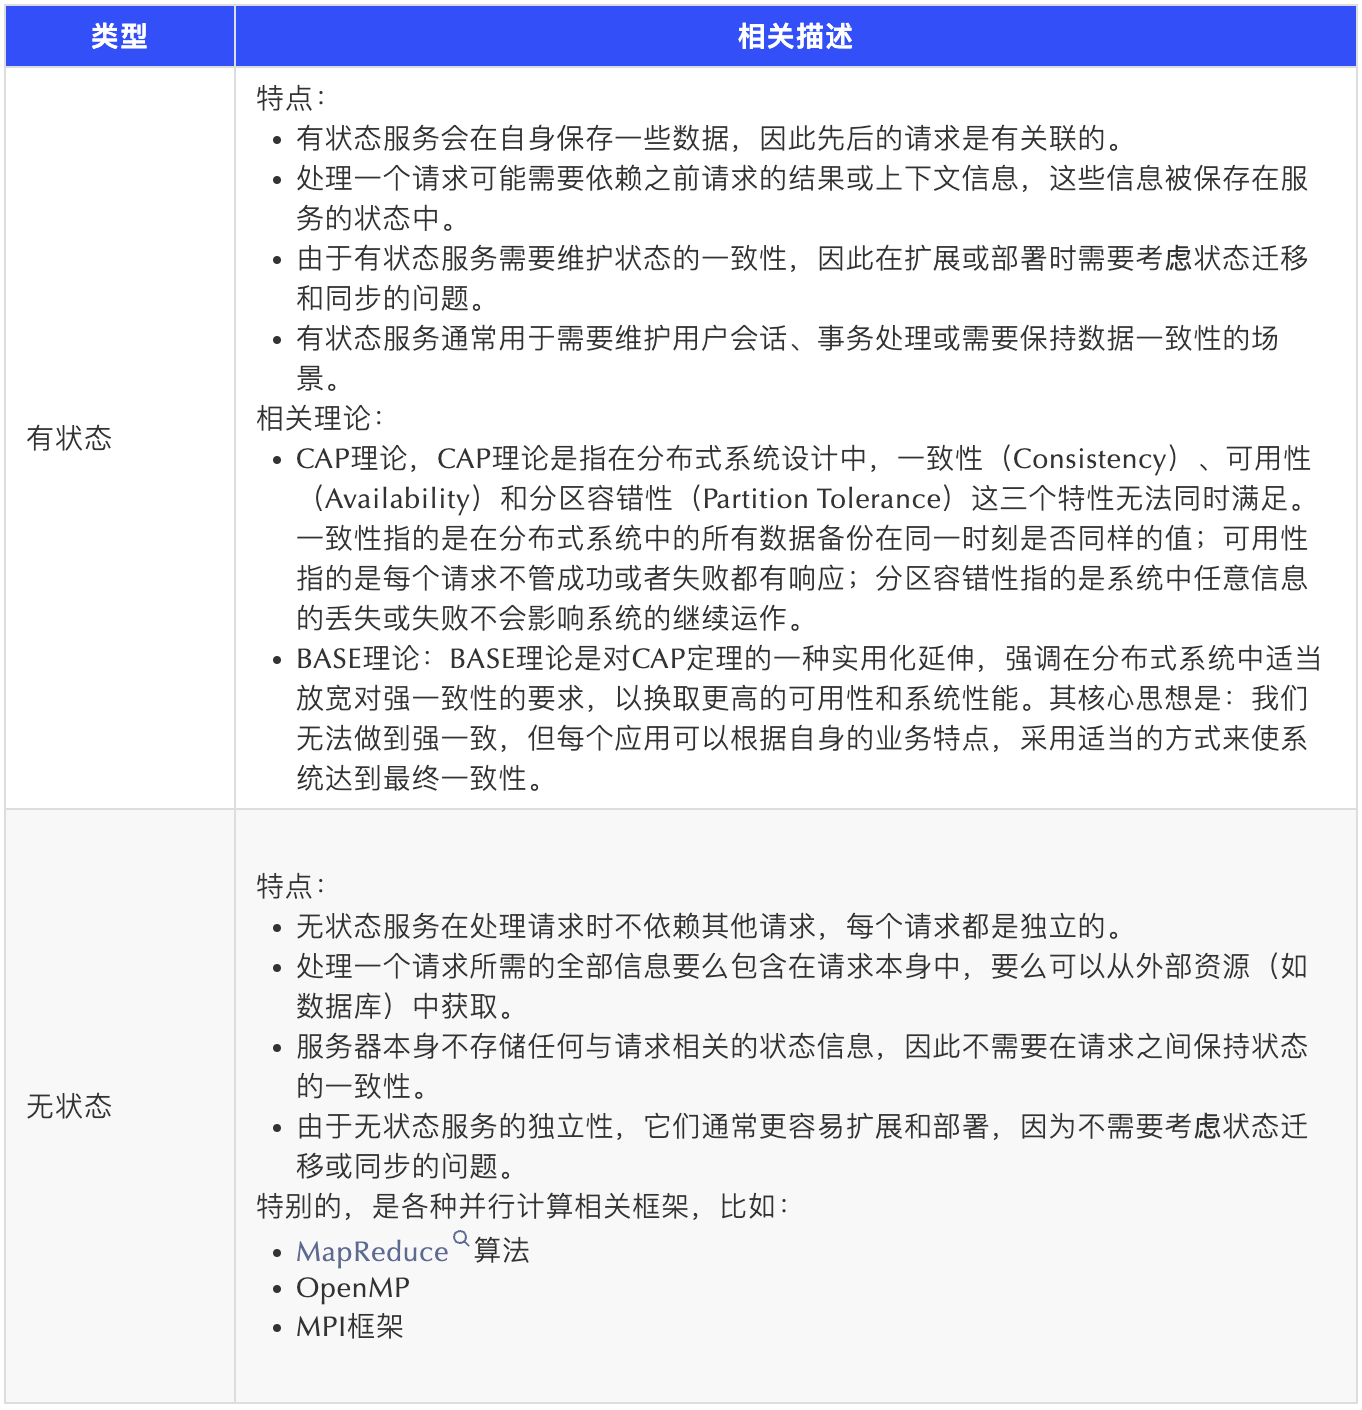 类型
相关描述
有状态
特点：
• 有状态服务会在自身保存一些数据，因此先后的请求是有关联的。
• 处理一个请求可能需要依赖之前请求的结果或上下文信息，这些信息被保存在服
务的状态中。
• 由于有状态服务需要维护状态的一致性，因此在扩展或部署时需要考虑状态迁移
和同步的问题。
• 有状态服务通常用于需要维护用户会话、事务处理或需要保持数据一致性的场
景。
相关理论：
• CAP理论，CAP理论是指在分布式系统设计中，一致性（Consistency）、可用性
（Availability）和分区容错性（Partition Tolerance）这三个特性无法同时满足。
一致性指的是在分布式系统中的所有数据备份在同一时刻是否同样的值；可用性
指的是每个请求不管成功或者失败都有响应；分区容错性指的是系统中任意信息
的丢失或失败不会影响系统的继续运作。
• BASE理论：BASE理论是对CAP定理的一种实用化延伸，强调在分布式系统中适当
放宽对强一致性的要求，以换取更高的可用性和系统性能。其核心思想是：我们
无法做到强一致，但每个应用可以根据自身的业务特点，采用适当的方式来使系
统达到最终一致性。
无状态
特点：
• 无状态服务在处理请求时不依赖其他请求，每个请求都是独立的。
• 处理一个请求所需的全部信息要么包含在请求本身中，要么可以从外部资源（如
数据库）中获取。
• 服务器本身不存储任何与请求相关的状态信息，因此不需要在请求之间保持状态
的一致性。
• 由于无状态服务的独立性，它们通常更容易扩展和部署，因为不需要考虑状态迁
移或同步的问题。
特别的，是各种并行计算相关框架，比如：
• MapReduce算法
• OpenMP
• MPI框架